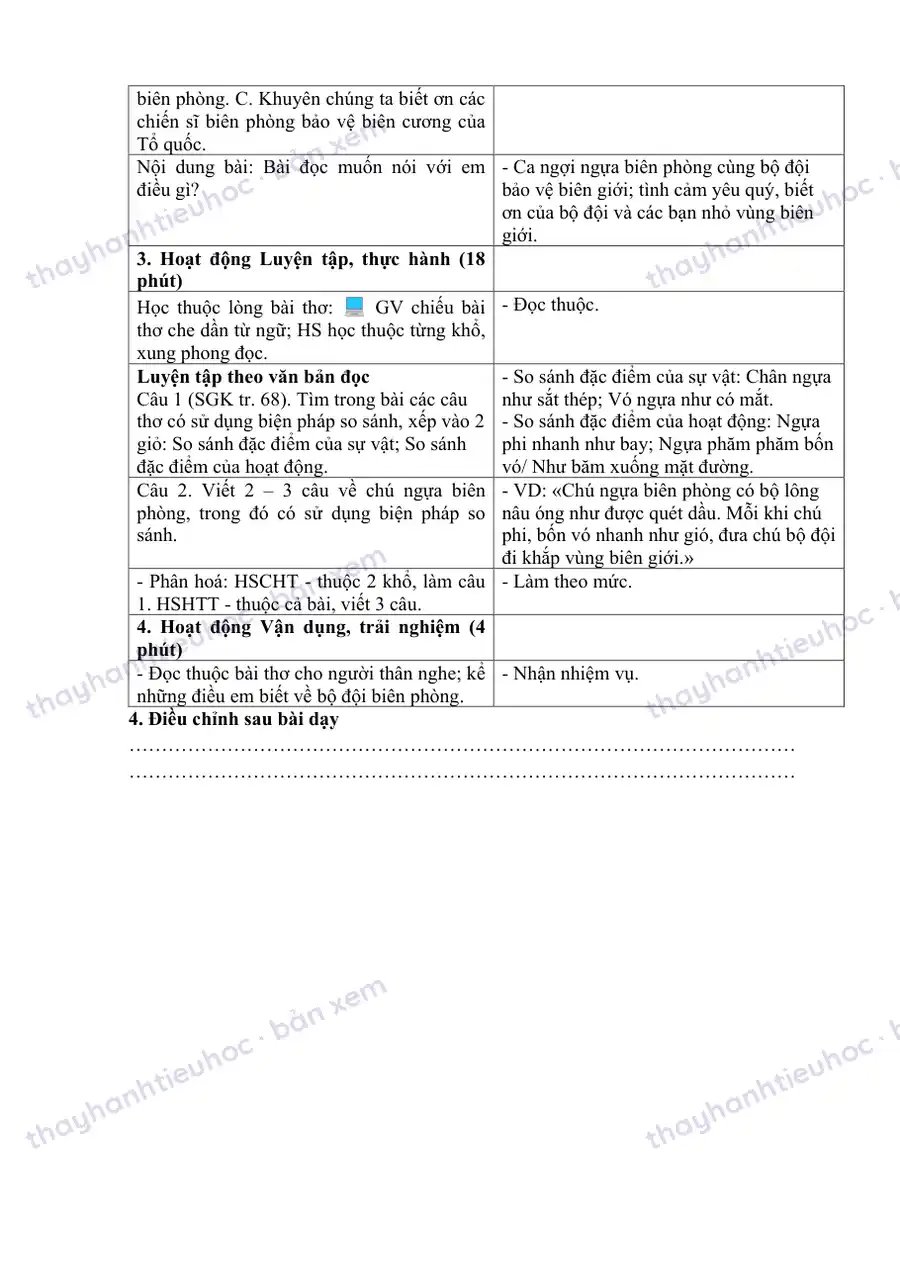 biên phòng. C. Khuyên chúng ta biết ơn các
chiến sĩ biên phòng bảo vệ biên cương của
Tổ quốc.
Nội dung bài: Bài đọc muốn nói với em
điều gì?
- Ca ngợi ngựa biên phòng cùng bộ đội
bảo vệ biên giới; tình cảm yêu quý, biết
ơn của bộ đội và các bạn nhỏ vùng biên
giới.
3. Hoạt động Luyện tập, thực hành (18
phút)
Học thuộc lòng bài thơ: GV chiếu bài
thơ che dần từ ngữ; HS học thuộc từng khổ,
xung phong đọc.
- Đọc thuộc.
Luyện tập theo văn bản đọc
Câu 1 (SGK tr. 68). Tìm trong bài các câu
thơ có sử dụng biện pháp so sánh, xếp vào 2
giỏ: So sánh đặc điểm của sự vật; So sánh
đặc điểm của hoạt động.
- So sánh đặc điểm của sự vật: Chân ngựa
như sắt thép; Vó ngựa như có mắt.
- So sánh đặc điểm của hoạt động: Ngựa
phi nhanh như bay; Ngựa phăm phăm bốn
vó/ Như băm xuống mặt đường.
Câu 2. Viết 2 – 3 câu về chú ngựa biên
phòng, trong đó có sử dụng biện pháp so
sánh.
- VD: «Chú ngựa biên phòng có bộ lông
nâu óng như được quét dầu. Mỗi khi chú
phi, bốn vó nhanh như gió, đưa chú bộ đội
đi khắp vùng biên giới.»
- Phân hoá: HSCHT - thuộc 2 khổ, làm câu
1. HSHTT - thuộc cả bài, viết 3 câu.
- Làm theo mức.
4. Hoạt động Vận dụng, trải nghiệm (4
phút)
- Đọc thuộc bài thơ cho người thân nghe; kể
những điều em biết về bộ đội biên phòng.
- Nhận nhiệm vụ.
4. Điều chỉnh sau bài dạy
…………………………………………………………………………………………
…………………………………………………………………………………………
thayhanhtieuhoc · bản xem
thayhanhtieuhoc · b
thayhanhtieuhoc · bản xem
thayhanhtieuhoc · b
thayhanhtieuhoc · bản xem
thayhanhtieuhoc · b